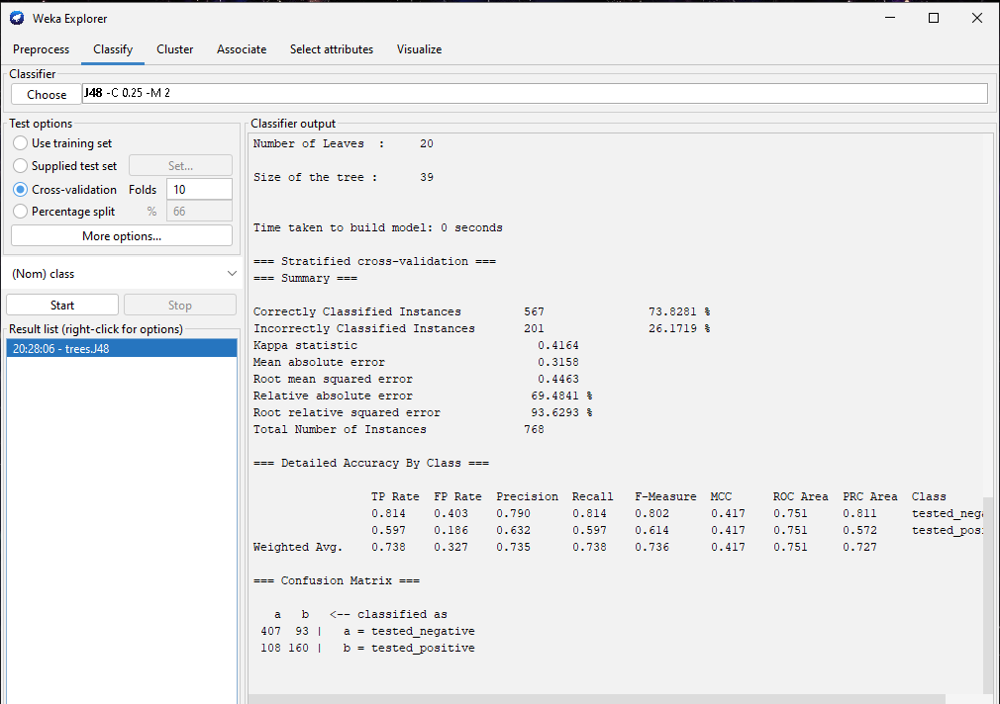 Weka Explorer
Preprocess Classify Cluster Associate Select attributes Visualize
Classifier
Choose J48 -C 0.25 -M 2
Test options
Use training set
Supplied test set Set...
Cross-validation Folds 10
Percentage split % 66
More options...
(Nom) class
Start Stop
Result list (right-click for options)
20:28:06 - trees.J48
Classifier output
Number of Leaves : 20
Size of the tree : 39
Time taken to build model: 0 seconds
=== Stratified cross-validation ===
=== Summary ===
Correctly Classified Instances 567 73.8281 %
Incorrectly Classified Instances 201 26.1719 %
Kappa statistic 0.4164
Mean absolute error 0.3158
Root mean squared error 0.4463
Relative absolute error 69.4841 %
Root relative squared error 93.6293 %
Total Number of Instances 768
=== Detailed Accuracy By Class ===
TP Rate FP Rate Precision Recall F-Measure MCC ROC Area PRC Area Class
0.814 0.403 0.790 0.814 0.802 0.417 0.751 0.811 tested_neg
0.597 0.186 0.632 0.597 0.614 0.417 0.751 0.572 tested_pos
Weighted Avg. 0.738 0.327 0.735 0.738 0.736 0.417 0.751 0.727
=== Confusion Matrix ===
a b <-- classified as
407 93 | a = tested_negative
108 160 | b = tested_positive